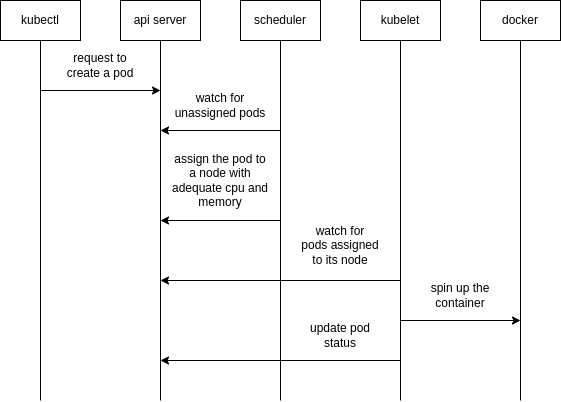 kubectl
api server
scheduler
kubelet
docker
request to
create a pod
watch for
unassigned pods
assign the pod to
a node with
adequate cpu and
memory
watch for
pods assigned
to its node
spin up the
container
update pod
status